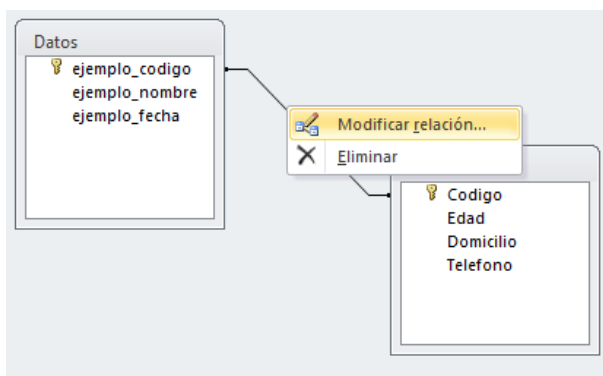 Datos
ejemplo_codigo
ejemplo_nombre
ejemplo_fecha
Modificar relación...
Eliminar
Codigo
Edad
Domicilio
Telefono